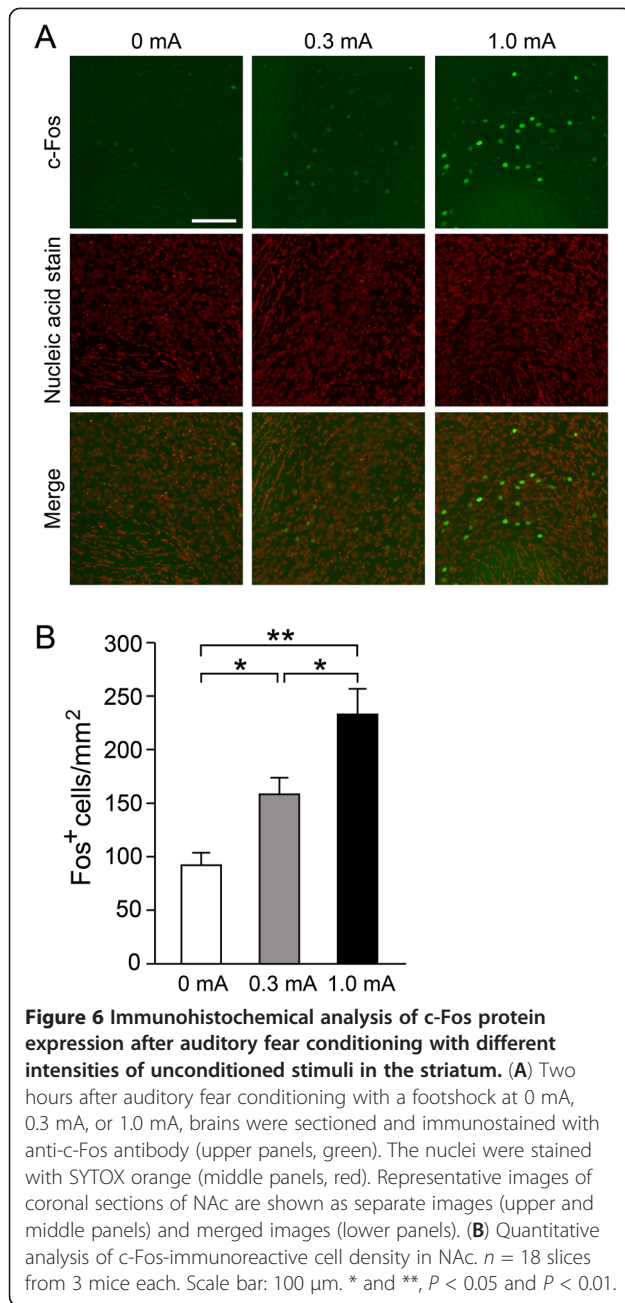 A
0 mA 0.3 mA 1.0 mA
c-Fos
Nucleic acid stain
Merge
B
**
* *
300
250
200
150
100
50
0
Fos⁺ cells/mm²
0 mA 0.3 mA 1.0 mA
Figure 6 Immunohistochemical analysis of c-Fos protein
expression after auditory fear conditioning with different
intensities of unconditioned stimuli in the striatum. (A) Two
hours after auditory fear conditioning with a footshock at 0 mA,
0.3 mA, or 1.0 mA, brains were sectioned and immunostained with
anti-c-Fos antibody (upper panels, green). The nuclei were stained
with SYTOX orange (middle panels, red). Representative images of
coronal sections of NAc are shown as separate images (upper and
middle panels) and merged images (lower panels). (B) Quantitative
analysis of c-Fos-immunoreactive cell density in NAc. n = 18 slices
from 3 mice each. Scale bar: 100 μm. * and **, P < 0.05 and P < 0.01.